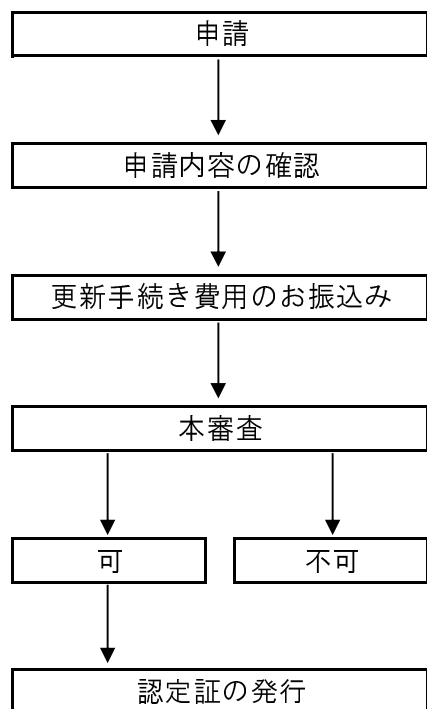 申請
申請内容の確認
更新手続き費用のお振込み
本審査
可
不可
認定証の発行